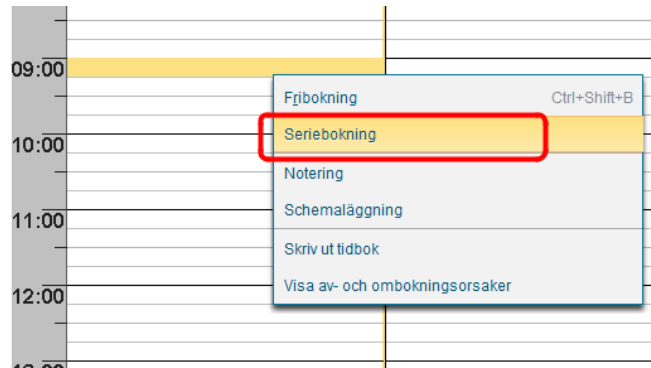 09:00
Fribokning Ctrl+Shift+B
Seriebokning
10:00
Notering
Schemaläggning
11:00
Skriv ut tidbok
Visa av- och ombokningsorsaker
12:00